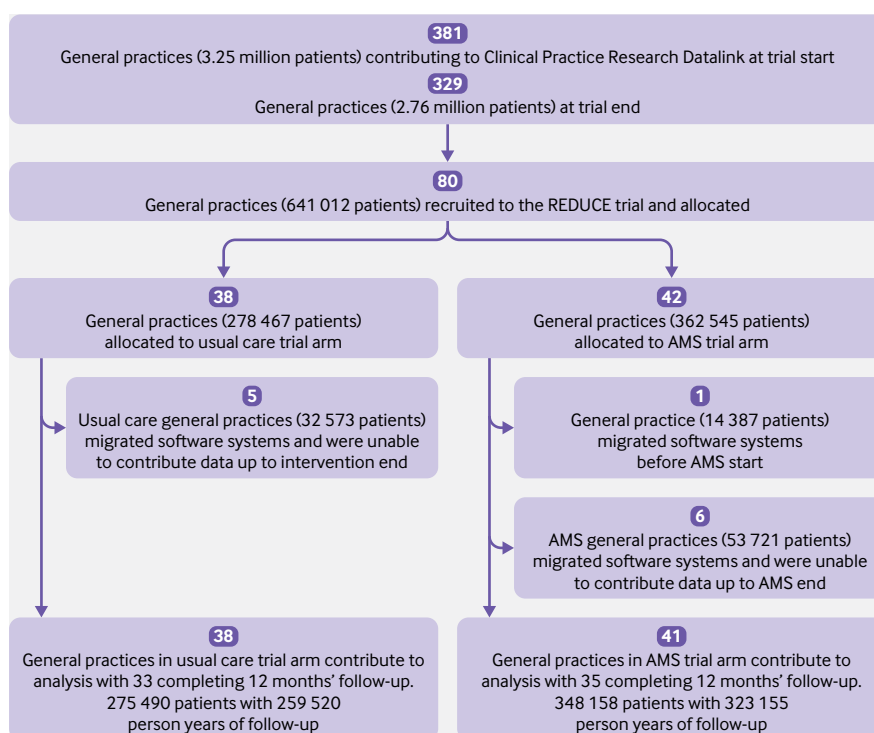 381
General practices (3.25 million patients) contributing to Clinical Practice Research Datalink at trial start
329
General practices (2.76 million patients) at trial end
80
General practices (641 012 patients) recruited to the REDUCE trial and allocated
38
General practices (278 467 patients)
allocated to usual care trial arm
42
General practices (362 545 patients)
allocated to AMS trial arm
5
Usual care general practices (32 573 patients)
migrated software systems and were unable
to contribute data up to intervention end
1
General practice (14 387 patients)
migrated software systems
before AMS start
6
AMS general practices (53 721 patients)
migrated software systems and were unable
to contribute data up to AMS end
38
General practices in usual care trial arm contribute to
analysis with 33 completing 12 months’ follow-up.
275 490 patients with 259 520
person years of follow-up
41
General practices in AMS trial arm contribute to
analysis with 35 completing 12 months’ follow-up.
348 158 patients with 323 155
person years of follow-up